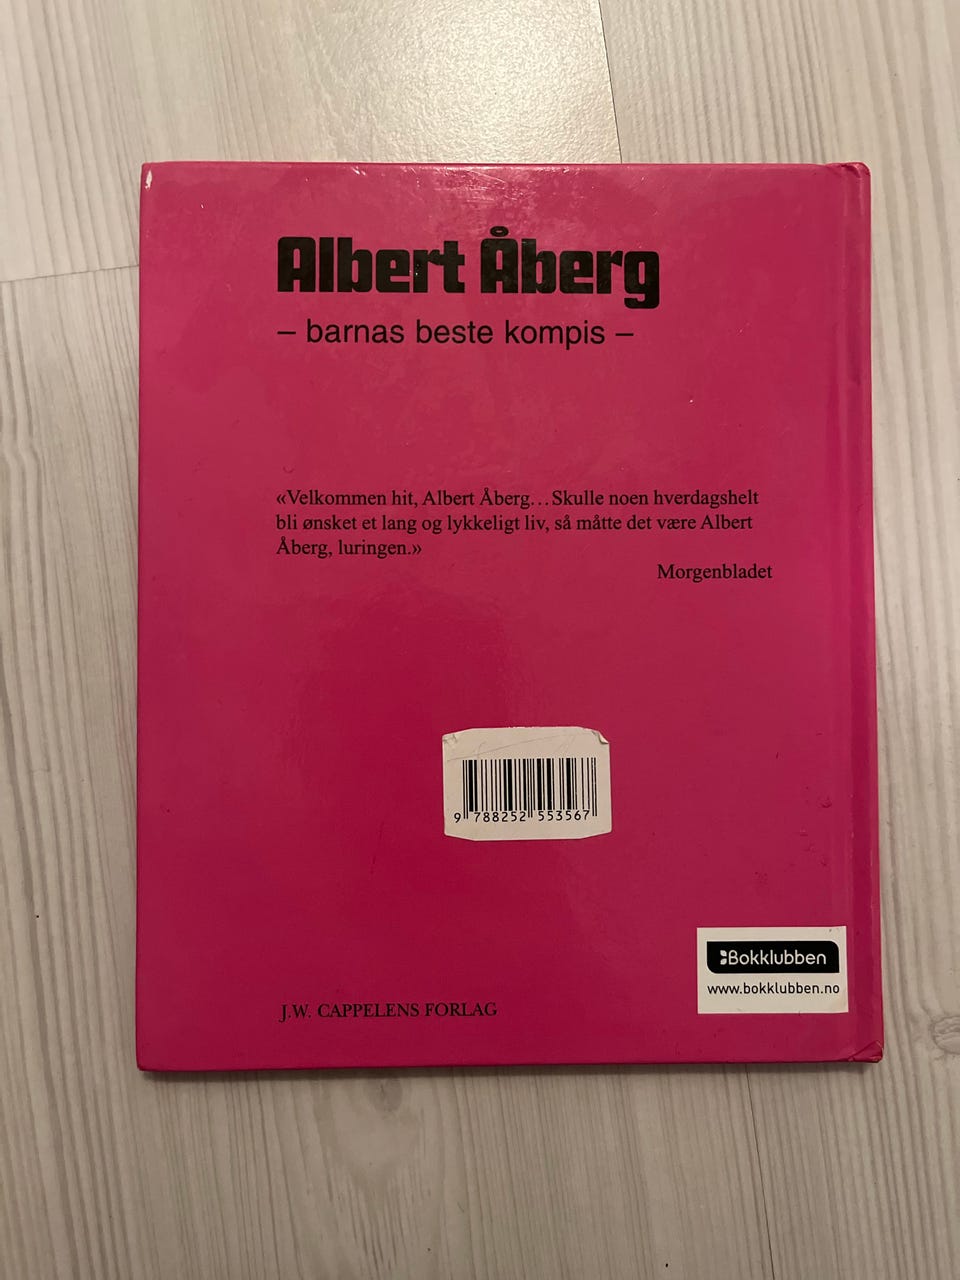 Albert Åberg
– barnas beste kompis –
«Velkommen hit, Albert Åberg...Skulle noen hverdagshelt
bli ønsket et lang og lykkeligt liv, så måtte det være Albert
Åberg, luringen.»
Morgenbladet
9 788252 553567
Bokklubben
www.bokklubben.no
J.W. CAPPELENS FORLAG